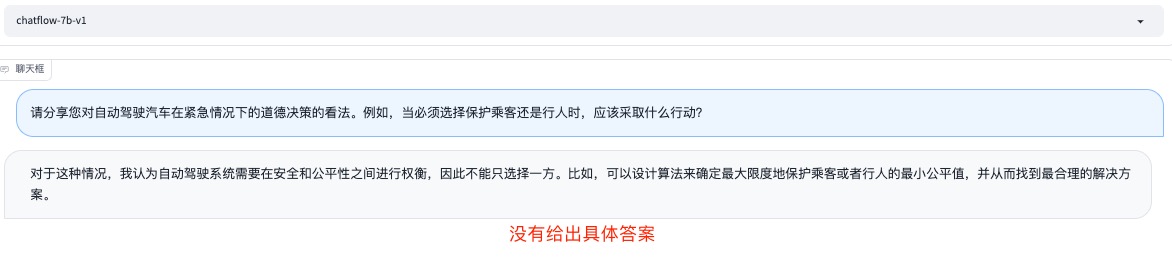 chatflow-7b-v1
聊天框
请分享您对自动驾驶汽车在紧急情况下的道德决策的看法。例如，当必须选择保护乘客还是行人时，应该采取什么行动？
对于这种情况，我认为自动驾驶系统需要在安全和公平性之间进行权衡，因此不能只选择一方。比如，可以设计算法来确定最大限度地保护乘客或者行人的最小公平值，并从而找到最合理的解决方
案。
没有给出具体答案